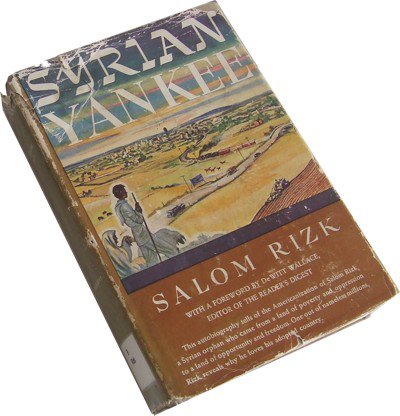 SYRIAN
YANKEE
SALOM RIZK
WITH A FOREWORD BY DeWITT WALLACE,
EDITOR OF THE READER'S DIGEST
This autobiography tells of the Americanization of Salom Rizk,
a Syrian orphan who came from a land of poverty and oppression
to a land of opportunity and freedom. One out of nameless millions,
Rizk reveals why he loves his adopted country.